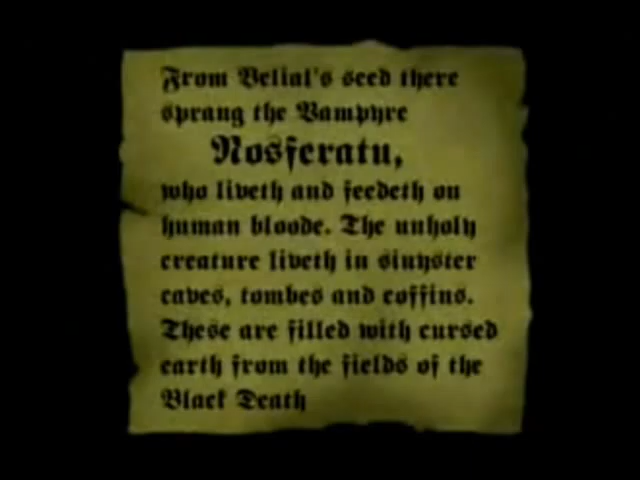 From Belial's seed there
sprang the Vampyre
Nosferatu,
who liveth and feedeth on
human bloode. The unholy
creature liveth in sinyster
caves, tombes and coffins.
These are filled with cursed
earth from the fields of the
Black Death